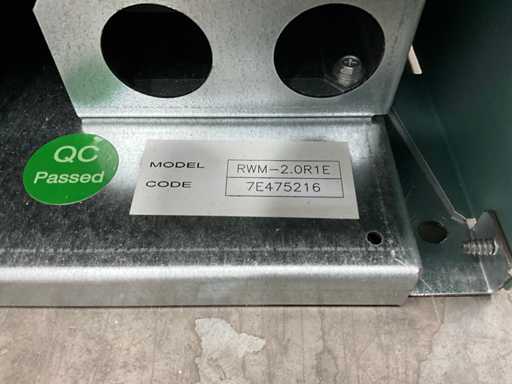 QC
Passed
MODEL RWM-2.0R1E
CODE 7E475216